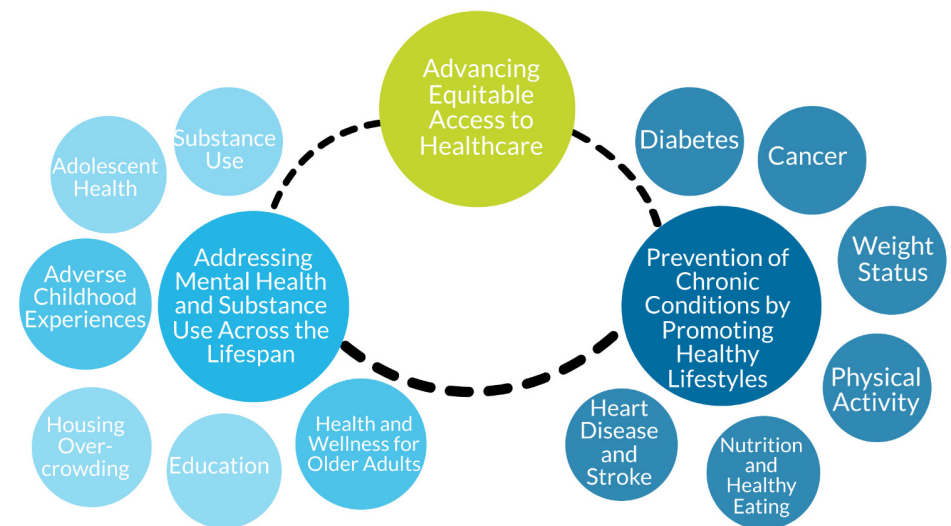 Advancing
Equitable
Access to
Healthcare
Substance
Use
Adolescent
Health
Adverse
Childhood
Experiences
Addressing
Mental Health
and Substance
Use Across the
Lifespan
Housing
Over-
crowding
Education
Health and
Wellness for
Older Adults
Diabetes
Cancer
Weight
Status
Prevention of
Chronic
Conditions by
Promoting
Healthy
Lifestyles
Physical
Activity
Heart
Disease
and
Stroke
Nutrition
and
Healthy
Eating